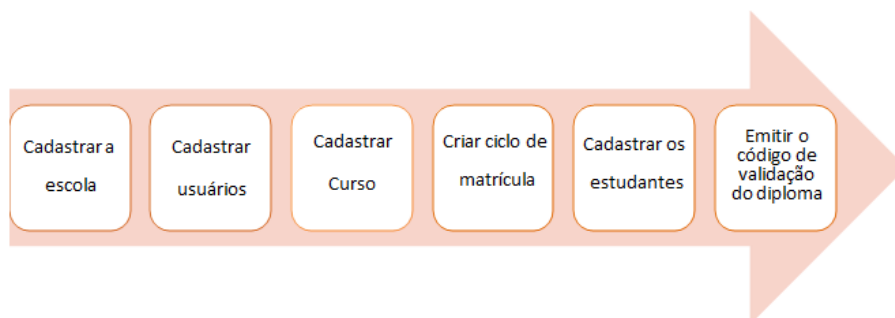 Cadastrar a
escola
Cadastrar
usuários
Cadastrar
Curso
Criar ciclo de
matrícula
Cadastrar os
estudantes
Emitir o
código de
validação
do diploma